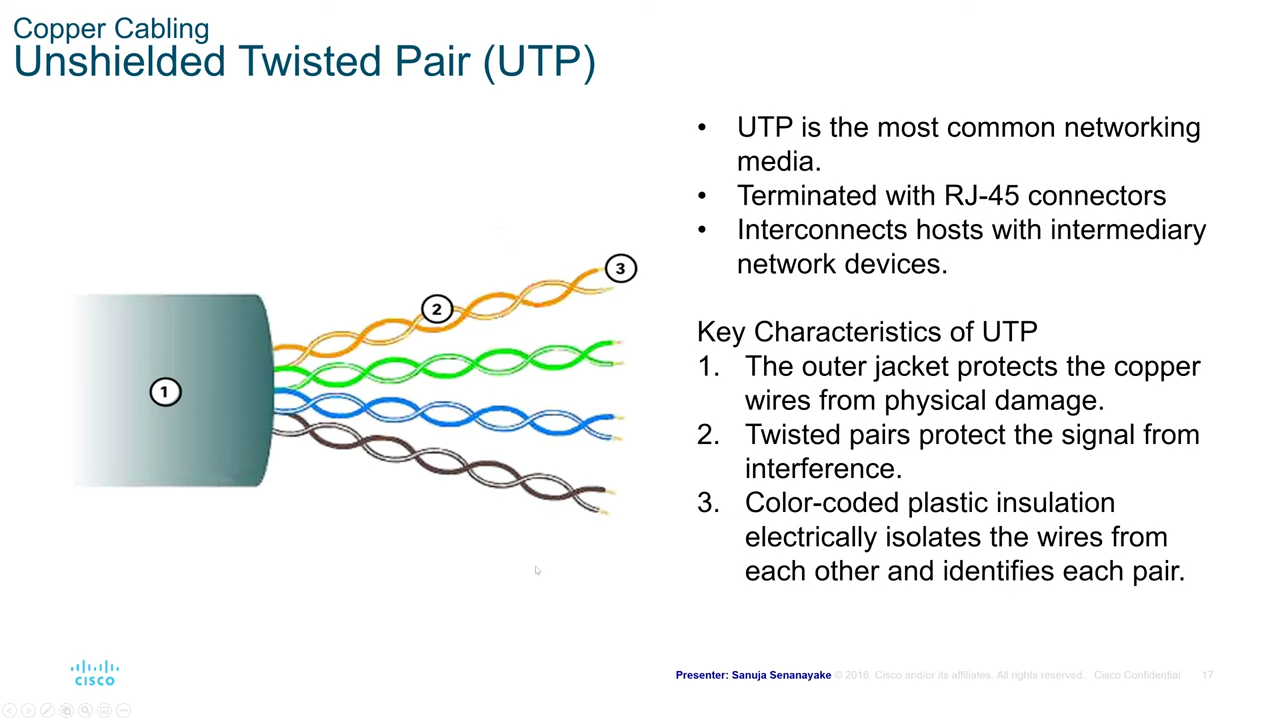 Copper Cabling
Unshielded Twisted Pair (UTP)
• UTP is the most common networking
media.
• Terminated with RJ-45 connectors
• Interconnects hosts with intermediary
network devices.
Key Characteristics of UTP
1. The outer jacket protects the copper
wires from physical damage.
2. Twisted pairs protect the signal from
interference.
3. Color-coded plastic insulation
electrically isolates the wires from
each other and identifies each pair.
3
2
1
CISCO
Presenter: Sanuja Senanayake © 2016 Cisco and/or its affiliates. All rights reserved. Cisco Confidential 17